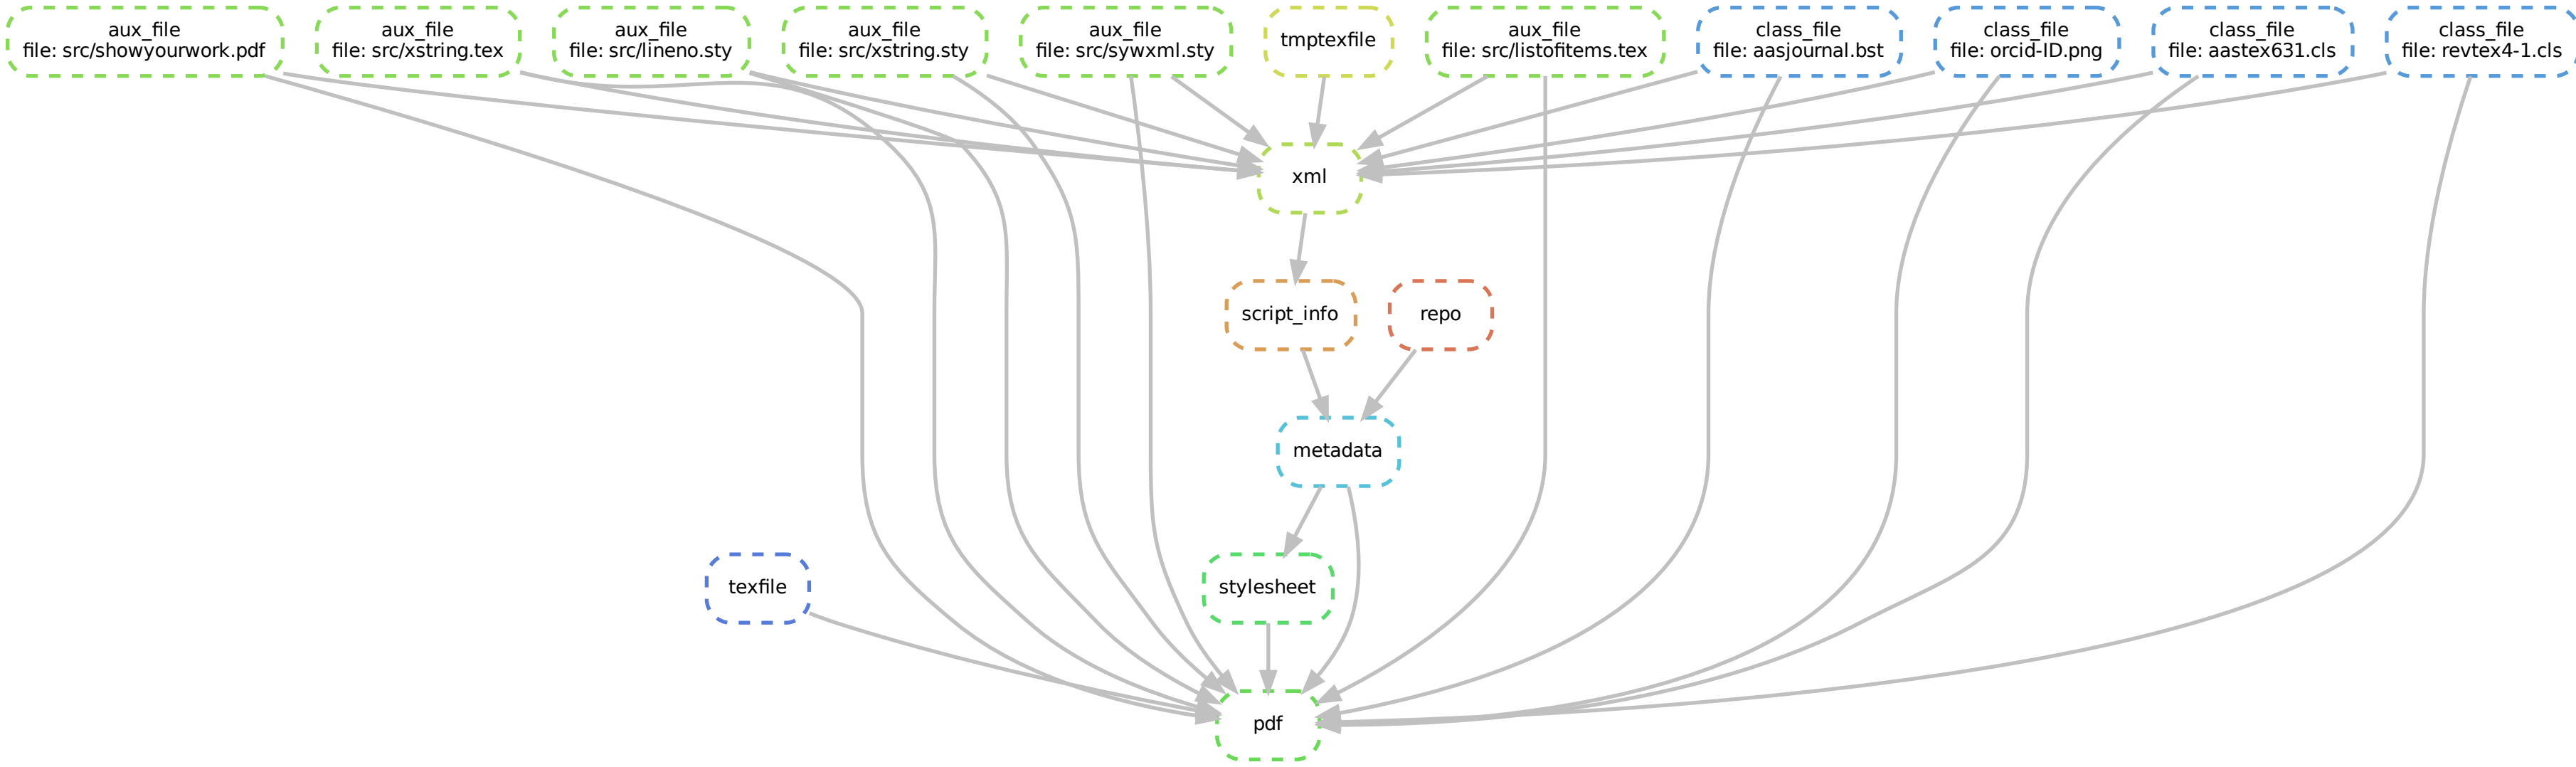 aux_file
file: src/showyourwork.pdf
aux_file
file: src/xstring.tex
aux_file
file: src/lineno.sty
aux_file
file: src/xstring.sty
aux_file
file: src/sywxml.sty
tmptexfile
aux_file
file: src/listofitems.tex
class_file
file: aasjournal.bst
class_file
file: orcid-ID.png
class_file
file: aastex631.cls
class_file
file: revtex4-1.cls
xml
script_info
repo
metadata
texfile
stylesheet
pdf